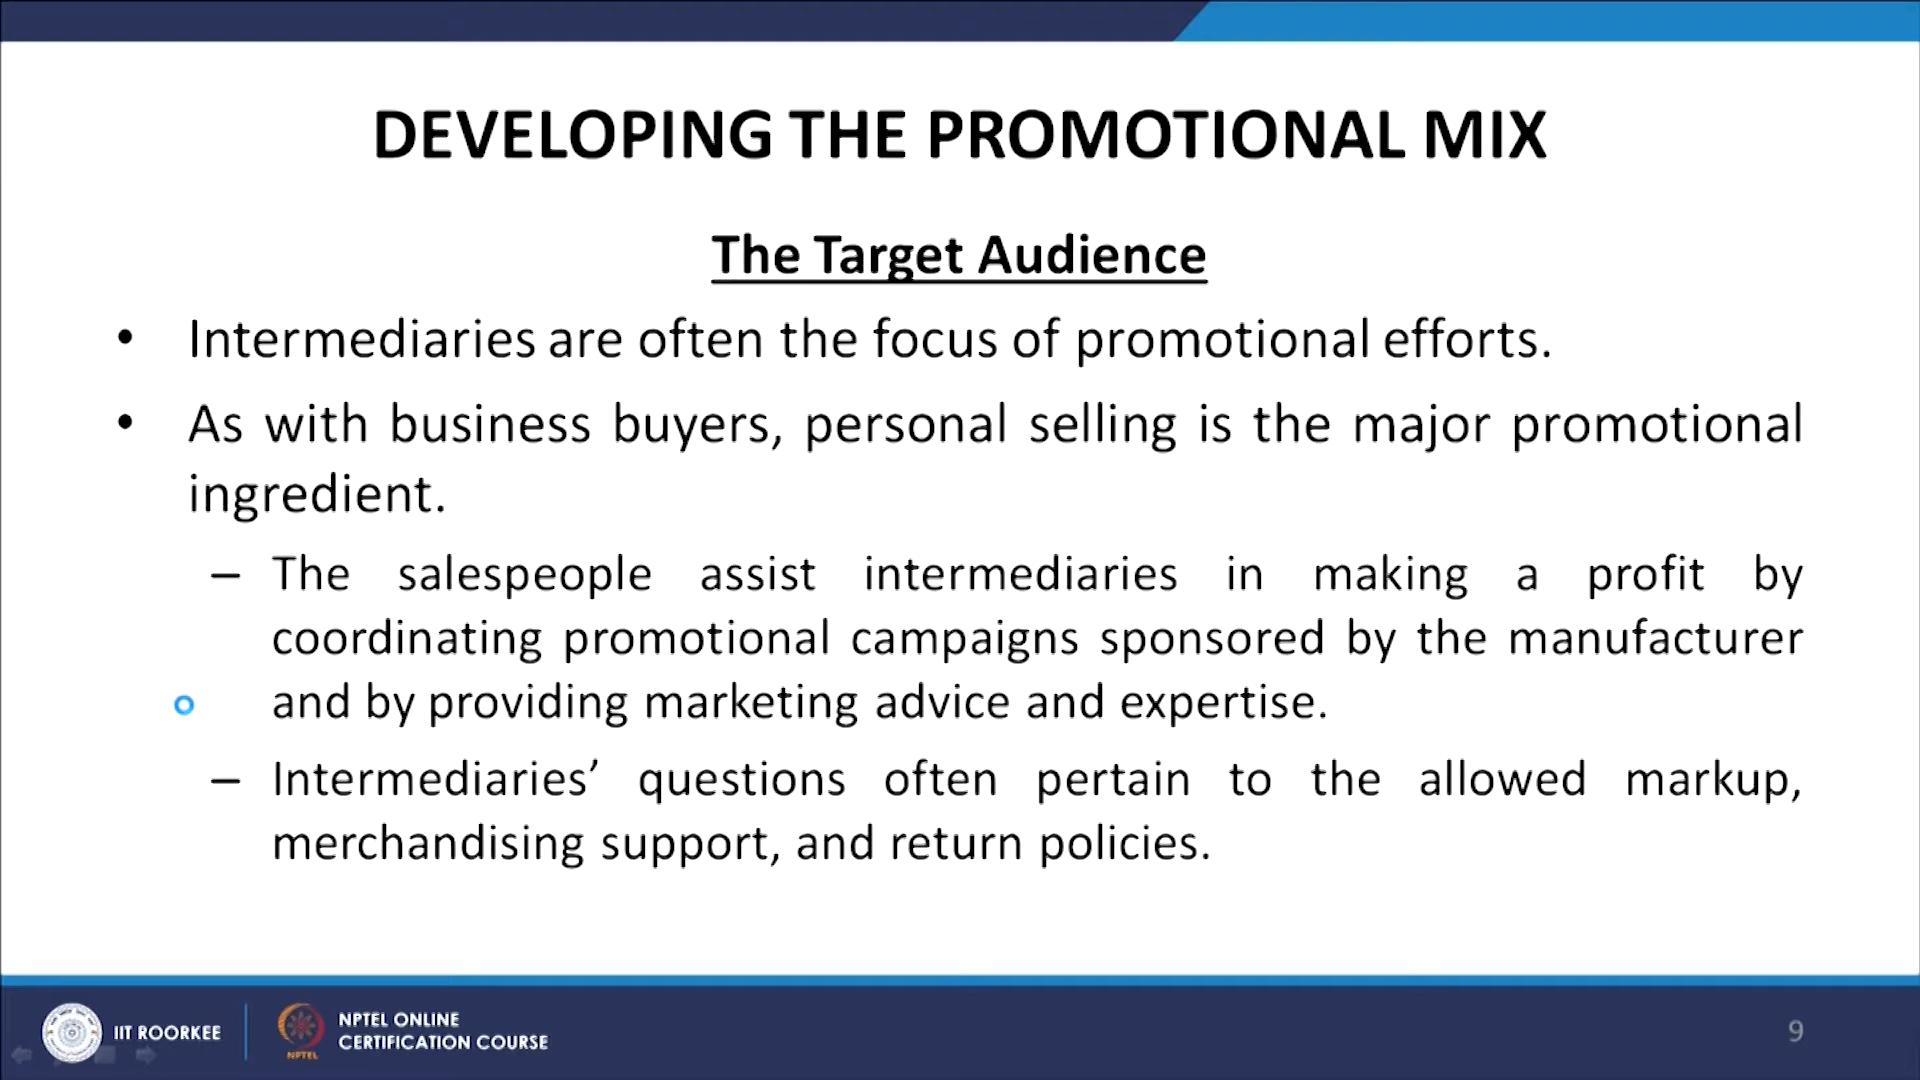 DEVELOPING THE PROMOTIONAL MIX
The Target Audience
• Intermediaries are often the focus of promotional efforts.
• As with business buyers, personal selling is the major promotional
ingredient.
– The salespeople assist intermediaries in making a profit by
coordinating promotional campaigns sponsored by the manufacturer
and by providing marketing advice and expertise.
– Intermediaries’ questions often pertain to the allowed markup,
merchandising support, and return policies.
IIT ROORKEE
NPTEL
NPTEL ONLINE
CERTIFICATION COURSE
9